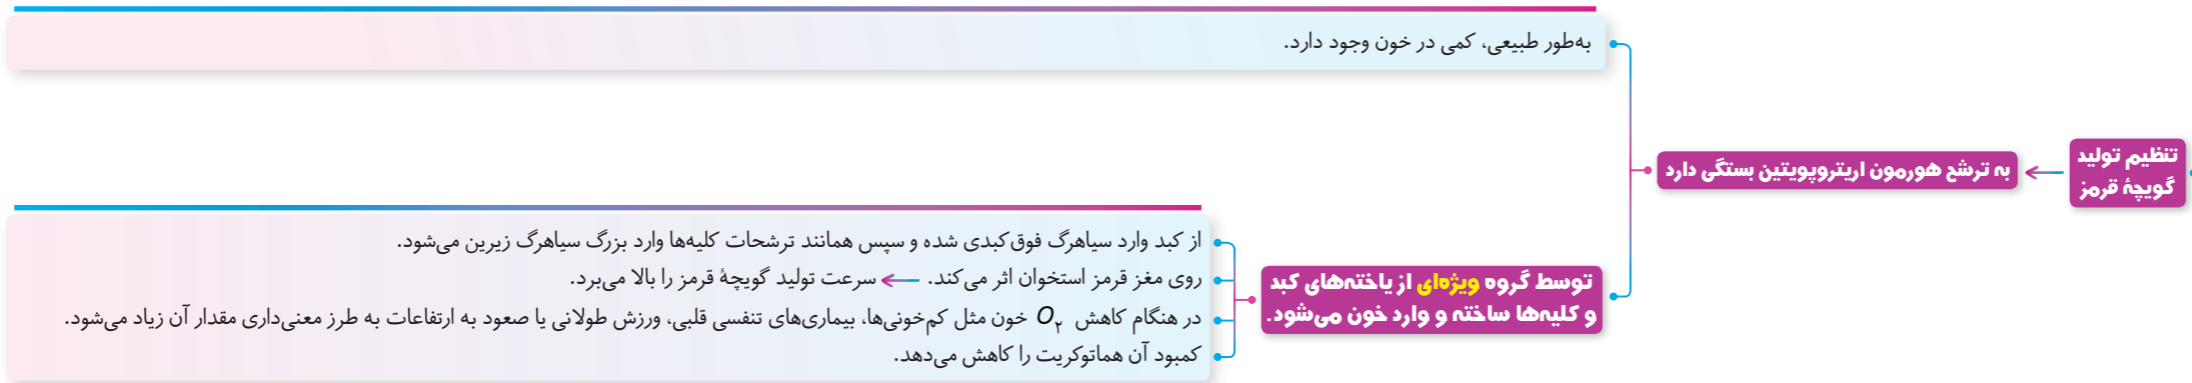 تنظیم تولید
گویچهٔ قرمز
به ترشح هورمون اریتروپویتین بستگی دارد
به‌طور طبیعی، کمی در خون وجود دارد.
توسط گروه ویژه‌ای از یاخته‌های کبد
و کلیه‌ها ساخته و وارد خون می‌شود.
از کبد وارد سیاهرگ فوق‌کبدی شده و سپس همانند ترشحات کلیه‌ها وارد بزرگ سیاهرگ زیرین می‌شود.
روی مغز قرمز استخوان اثر می‌کند. ← سرعت تولید گویچهٔ قرمز را بالا می‌برد.
در هنگام کاهش O₂ خون مثل کم‌خونی‌ها، بیماری‌های تنفسی قلبی، ورزش طولانی یا صعود به ارتفاعات به طرز معنی‌داری مقدار آن زیاد می‌شود.
کمبود آن هماتوکریت را کاهش می‌دهد.